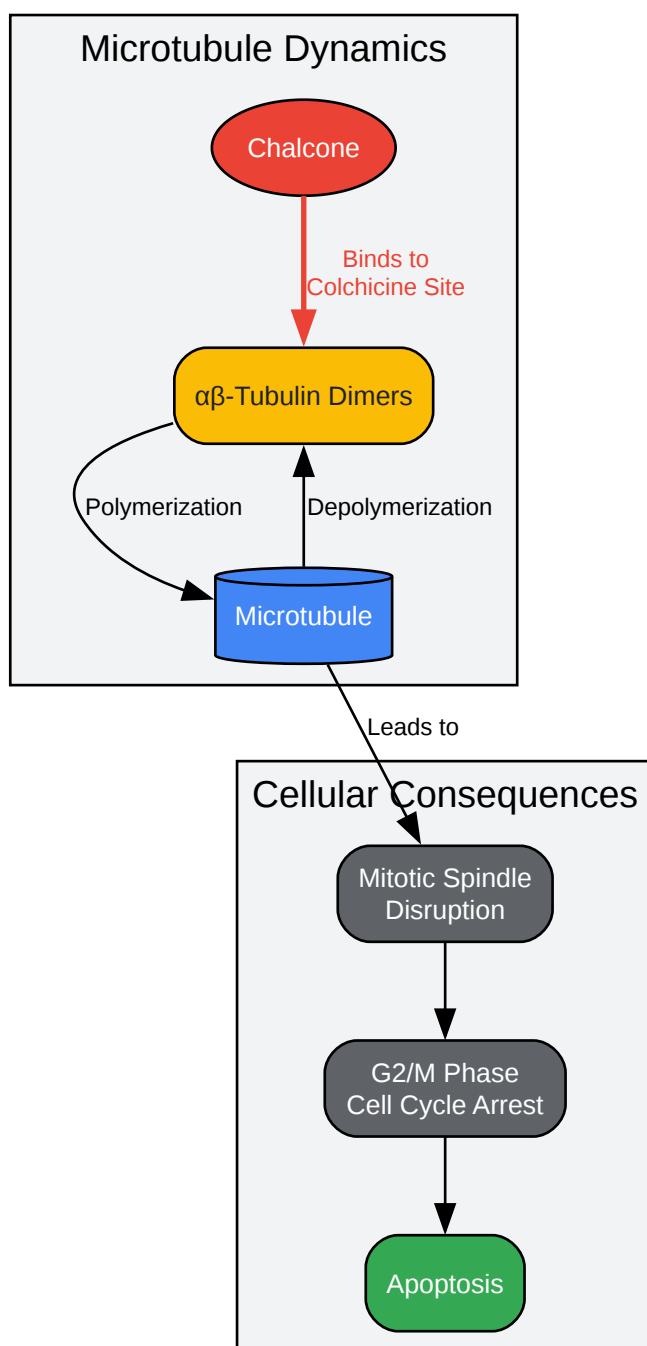 Microtubule Dynamics
Chalcone
Binds to
Colchicine Site
αβ-Tubulin Dimers
Polymerization
Depolymerization
Microtubule
Leads to
Cellular Consequences
Mitotic Spindle
Disruption
G2/M Phase
Cell Cycle Arrest
Apoptosis